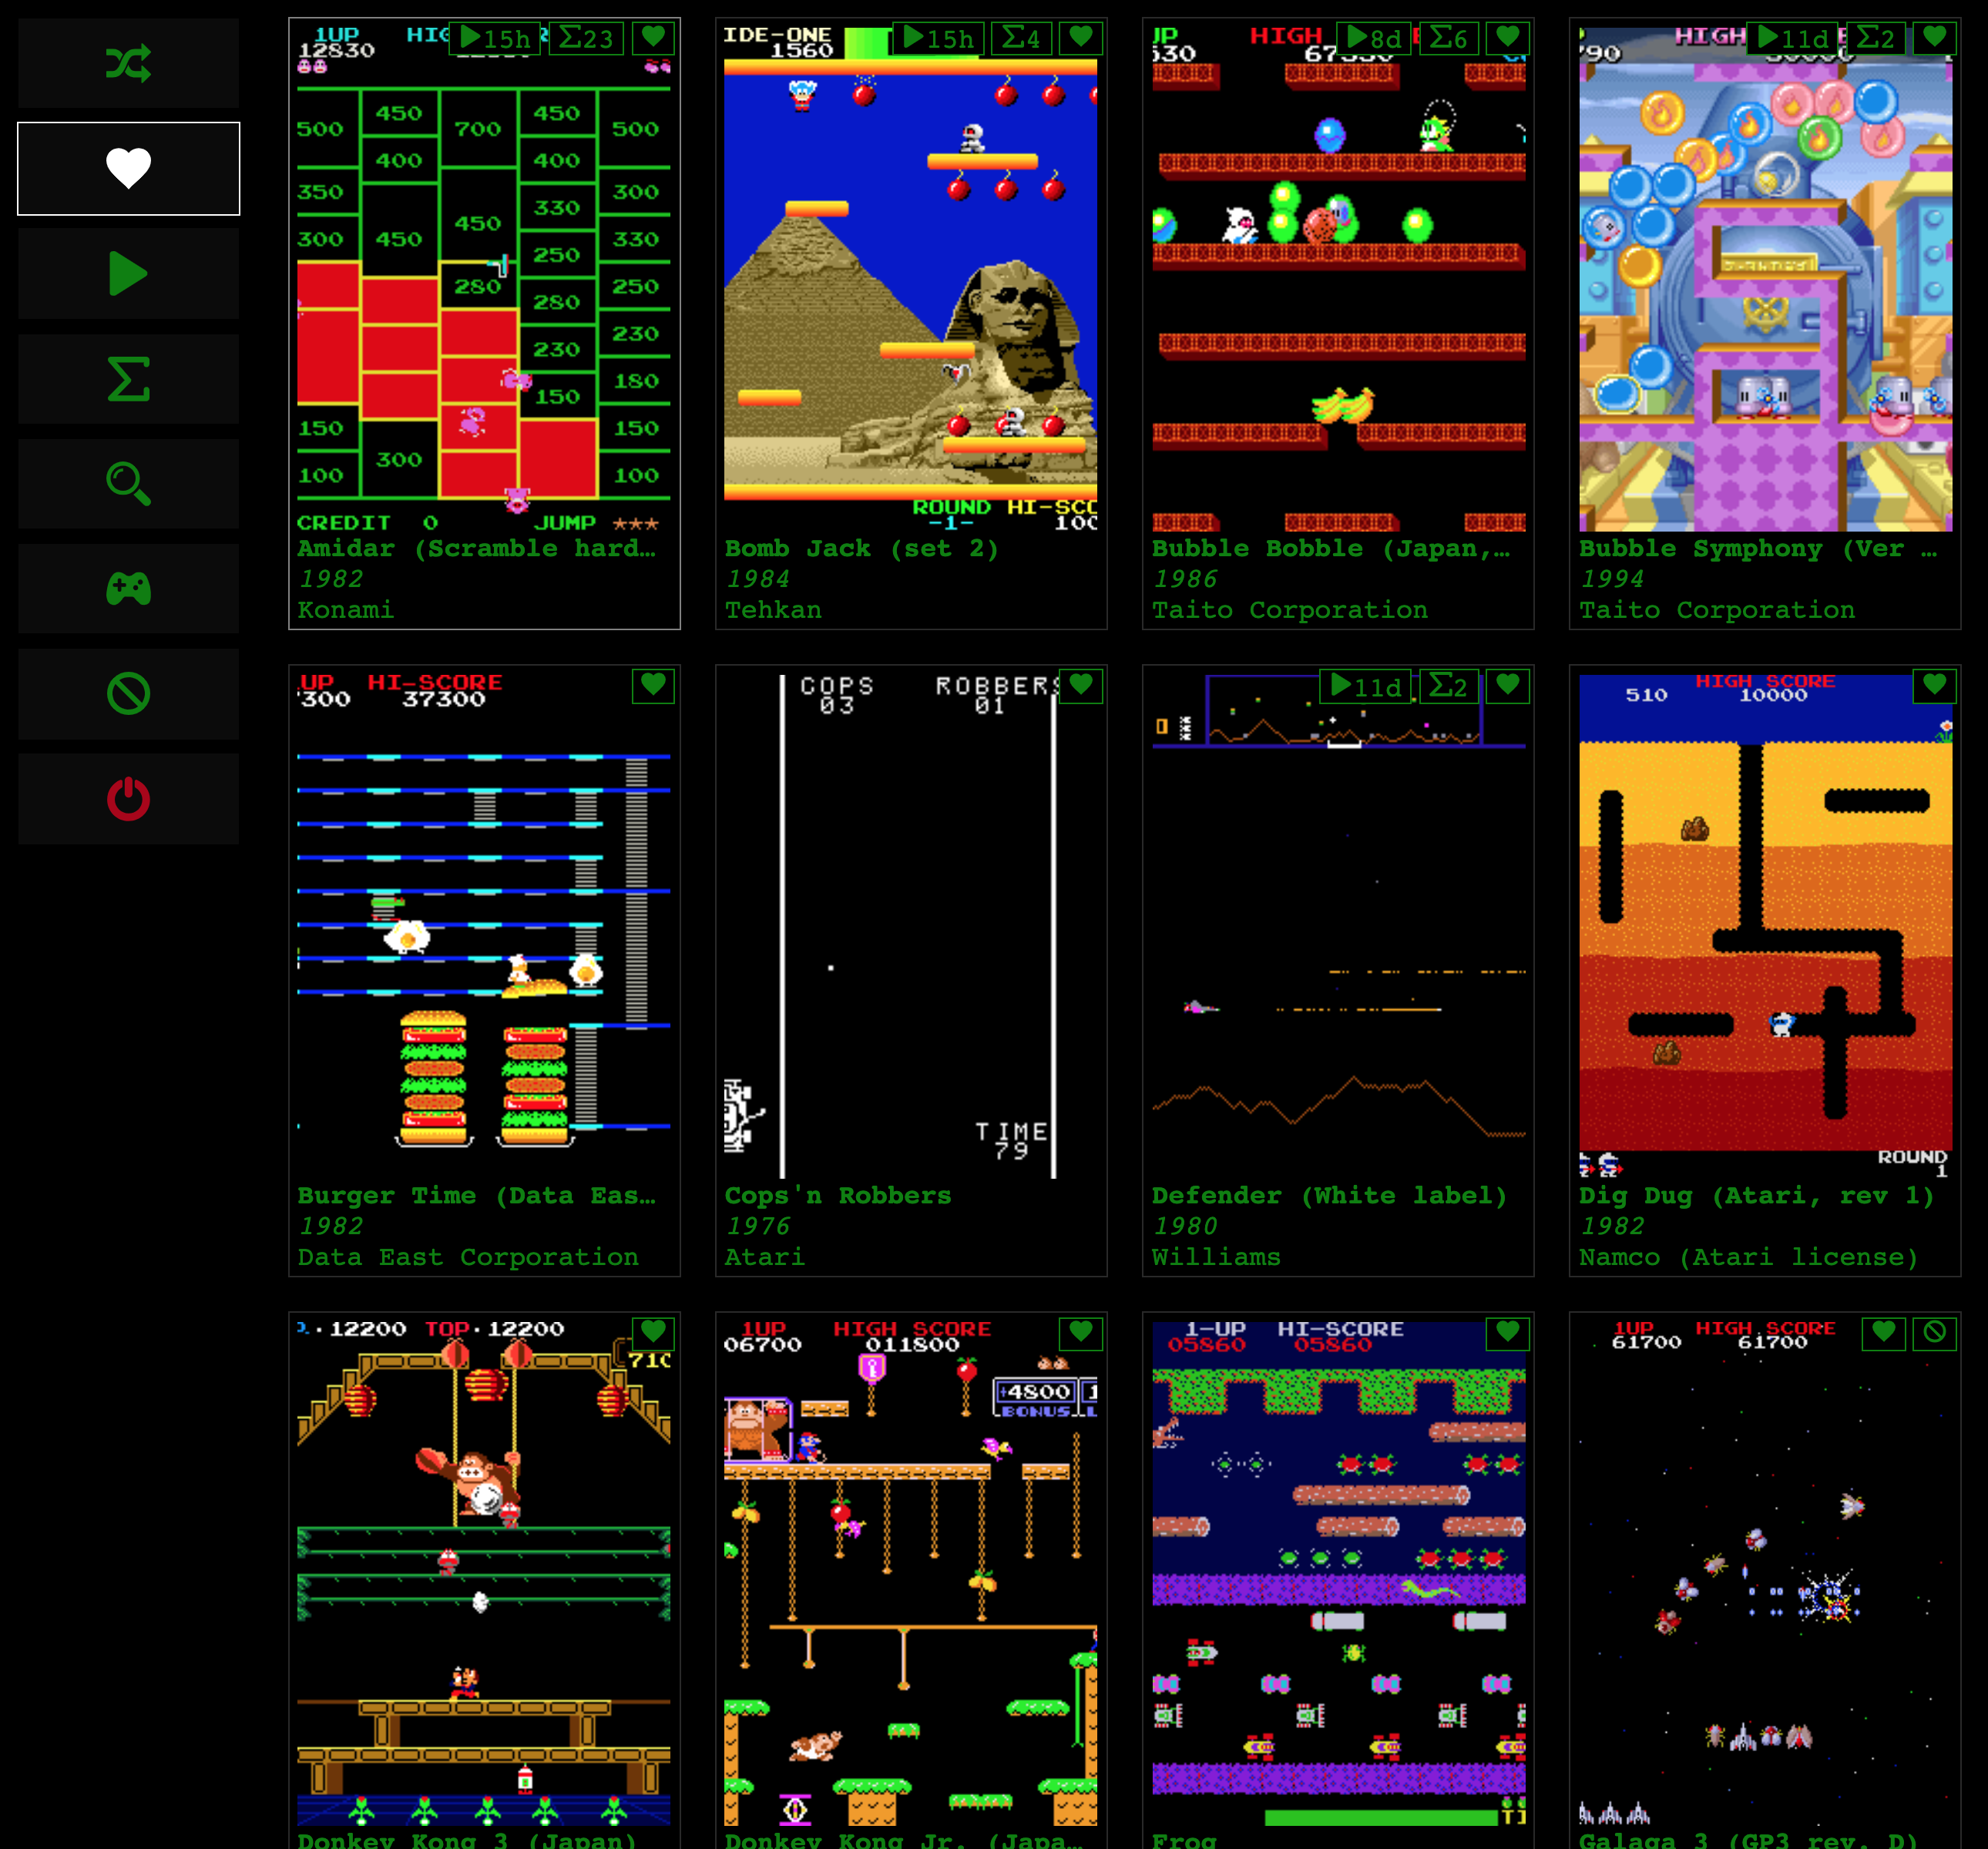 1UP HIG R
12830
▶15h Σ23
500 450 700 450 500
400 400
350 300
330
450
300 450 330
250
280 250
280
230
230
180
150
150 150
300
100 100
CREDIT 0 JUMP ***
Amidar (Scramble hard…
1982
Konami
IDE-ONE
1560
▶15h Σ4
ROUND HI-SCO
-1- 100
Bomb Jack (set 2)
1984
Tehkan
UP HIGH E
530
▶8d Σ6
Bubble Bobble (Japan,…
1986
Taito Corporation
HIGH
790
▶11d Σ2
Bubble Symphony (Ver …
1994
Taito Corporation
UP HI-SCORE
300 37300
Burger Time (Data Eas…
1982
Data East Corporation
COPS ROBBERS
03 01
TIME
79
Cops'n Robbers
1976
Atari
▶11d Σ2
Defender (White label)
1980
Williams
HIGH SCORE
510 10000
ROUND
1
Dig Dug (Atari, rev 1)
1982
Namco (Atari license)
12200 TOP·12200
710
Donkey Kong 3 (Japan)
1UP HIGH SCORE
06700 011800
4800 1
BONUS L
Donkey Kong Jr. (Japa…
1-UP HI-SCORE
05860 05860
TI
Frog
1UP HIGH SCORE
61700 61700
Galaga 3 (GP3 rev. D)